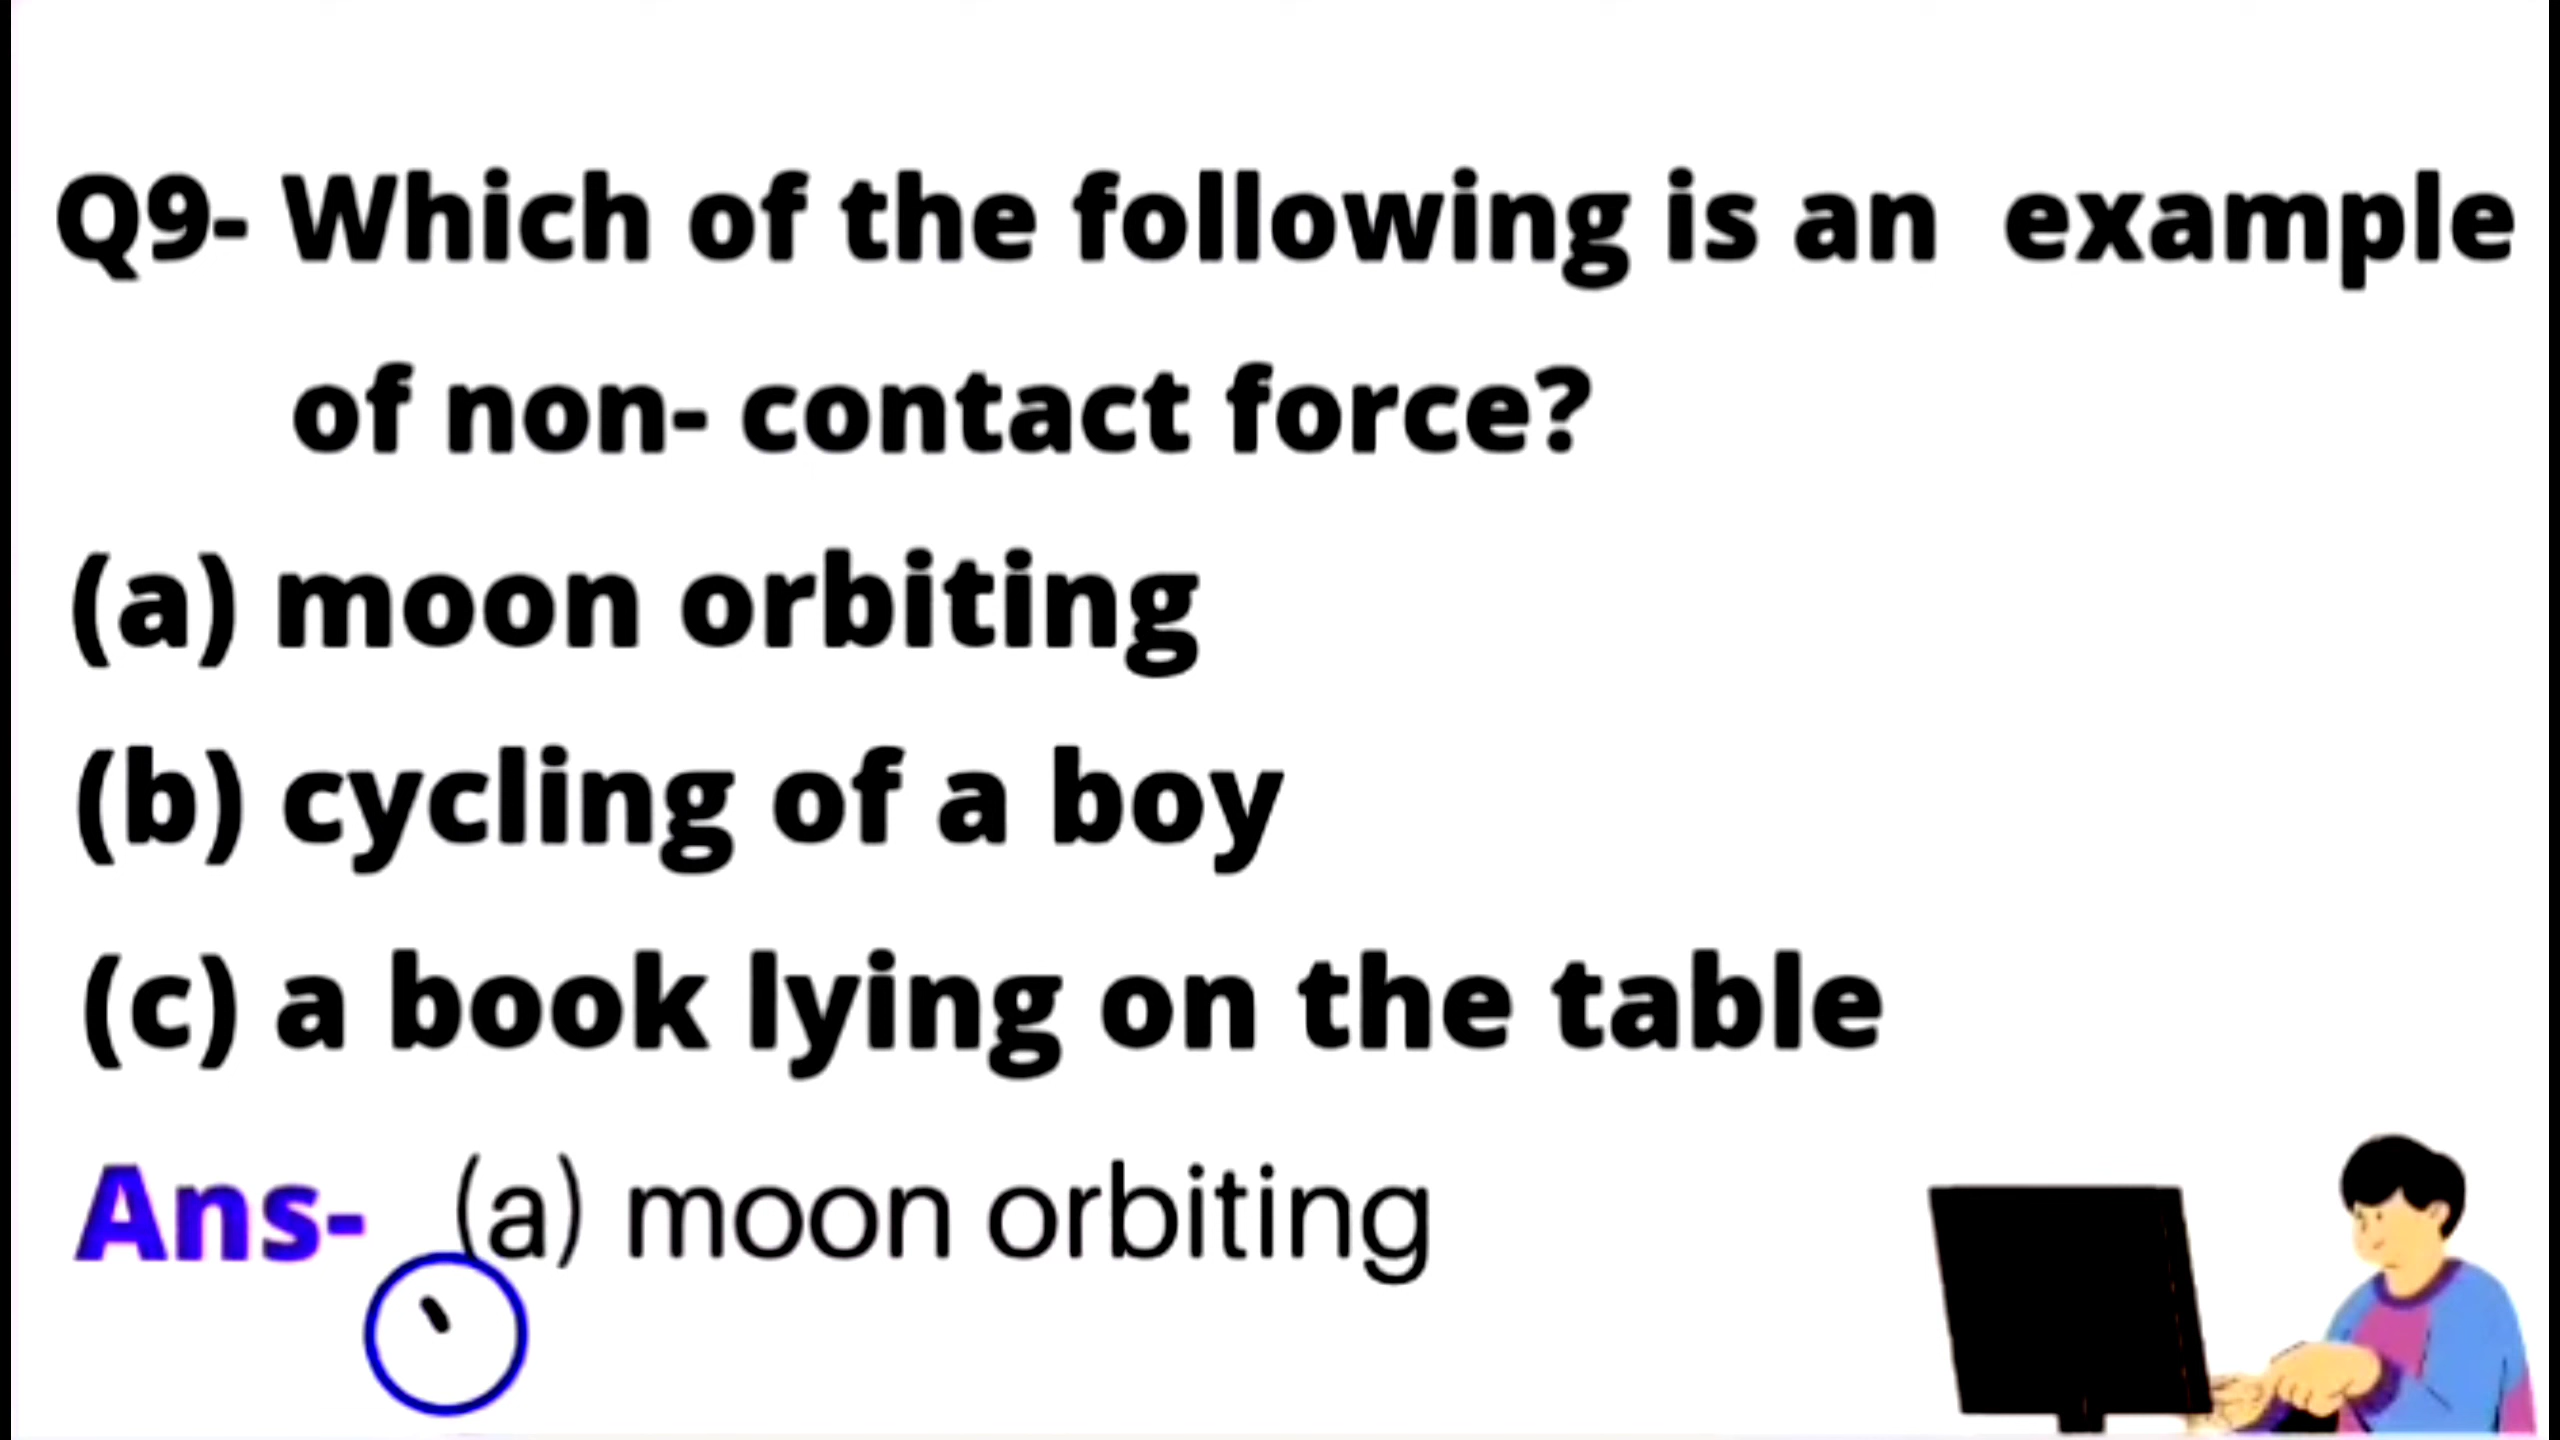 Q9- Which of the following is an example
of non- contact force?
(a) moon orbiting
(b) cycling of a boy
(c) a book lying on the table
Ans- (a) moon orbiting